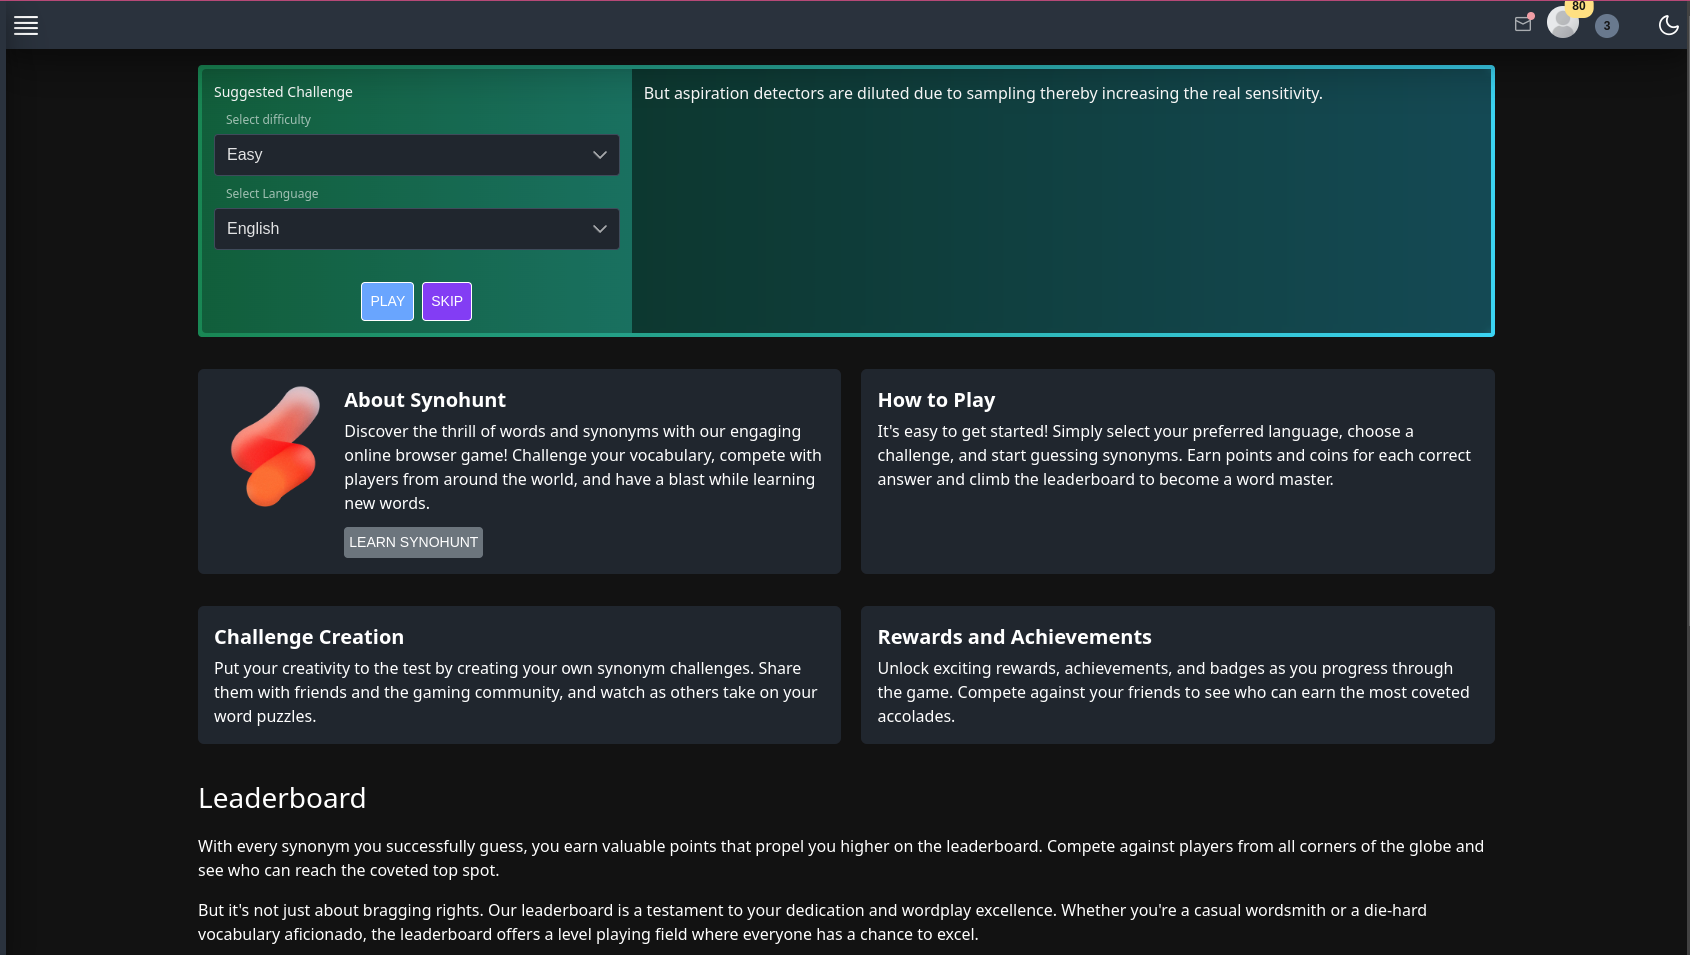 80
3
Suggested Challenge
Select difficulty
Easy
Select Language
English
PLAY SKIP
But aspiration detectors are diluted due to sampling thereby increasing the real sensitivity.
About Synohunt
Discover the thrill of words and synonyms with our engaging
online browser game! Challenge your vocabulary, compete with
players from around the world, and have a blast while learning
new words.
LEARN SYNOHUNT
How to Play
It's easy to get started! Simply select your preferred language, choose a
challenge, and start guessing synonyms. Earn points and coins for each correct
answer and climb the leaderboard to become a word master.
Challenge Creation
Put your creativity to the test by creating your own synonym challenges. Share
them with friends and the gaming community, and watch as others take on your
word puzzles.
Rewards and Achievements
Unlock exciting rewards, achievements, and badges as you progress through
the game. Compete against your friends to see who can earn the most coveted
accolades.
Leaderboard
With every synonym you successfully guess, you earn valuable points that propel you higher on the leaderboard. Compete against players from all corners of the globe and
see who can reach the coveted top spot.
But it's not just about bragging rights. Our leaderboard is a testament to your dedication and wordplay excellence. Whether you're a casual wordsmith or a die-hard
vocabulary aficionado, the leaderboard offers a level playing field where everyone has a chance to excel.